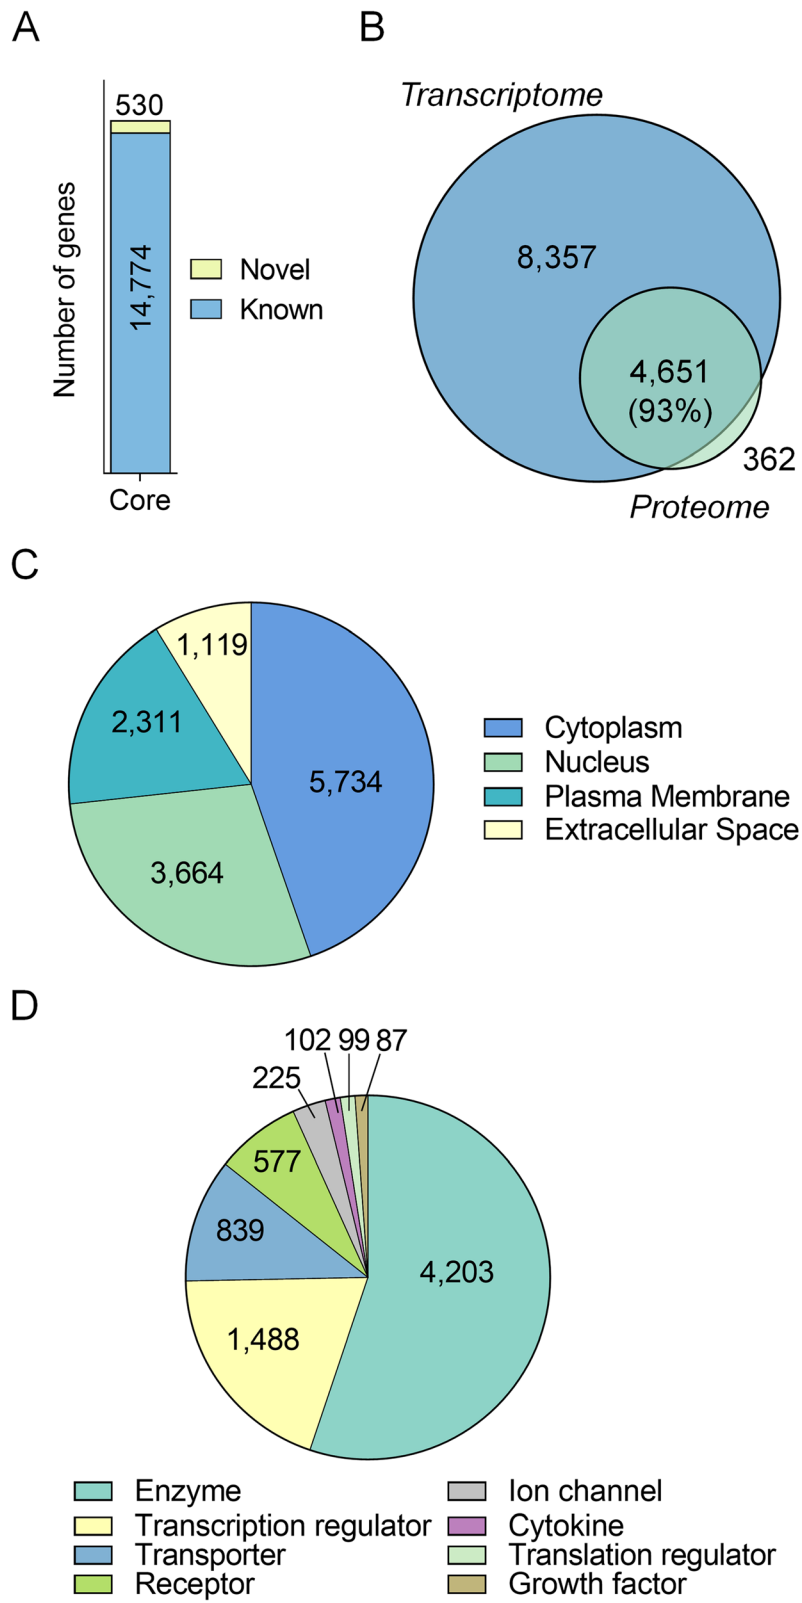 A
530
Number of genes
14,774
Novel
Known
Core
B
Transcriptome
8,357
4,651
(93%)
362
Proteome
C
1,119
2,311
5,734
3,664
Cytoplasm
Nucleus
Plasma Membrane
Extracellular Space
D
102 99 87
225
577
839
4,203
1,488
Enzyme
Transcription regulator
Transporter
Receptor
Ion channel
Cytokine
Translation regulator
Growth factor